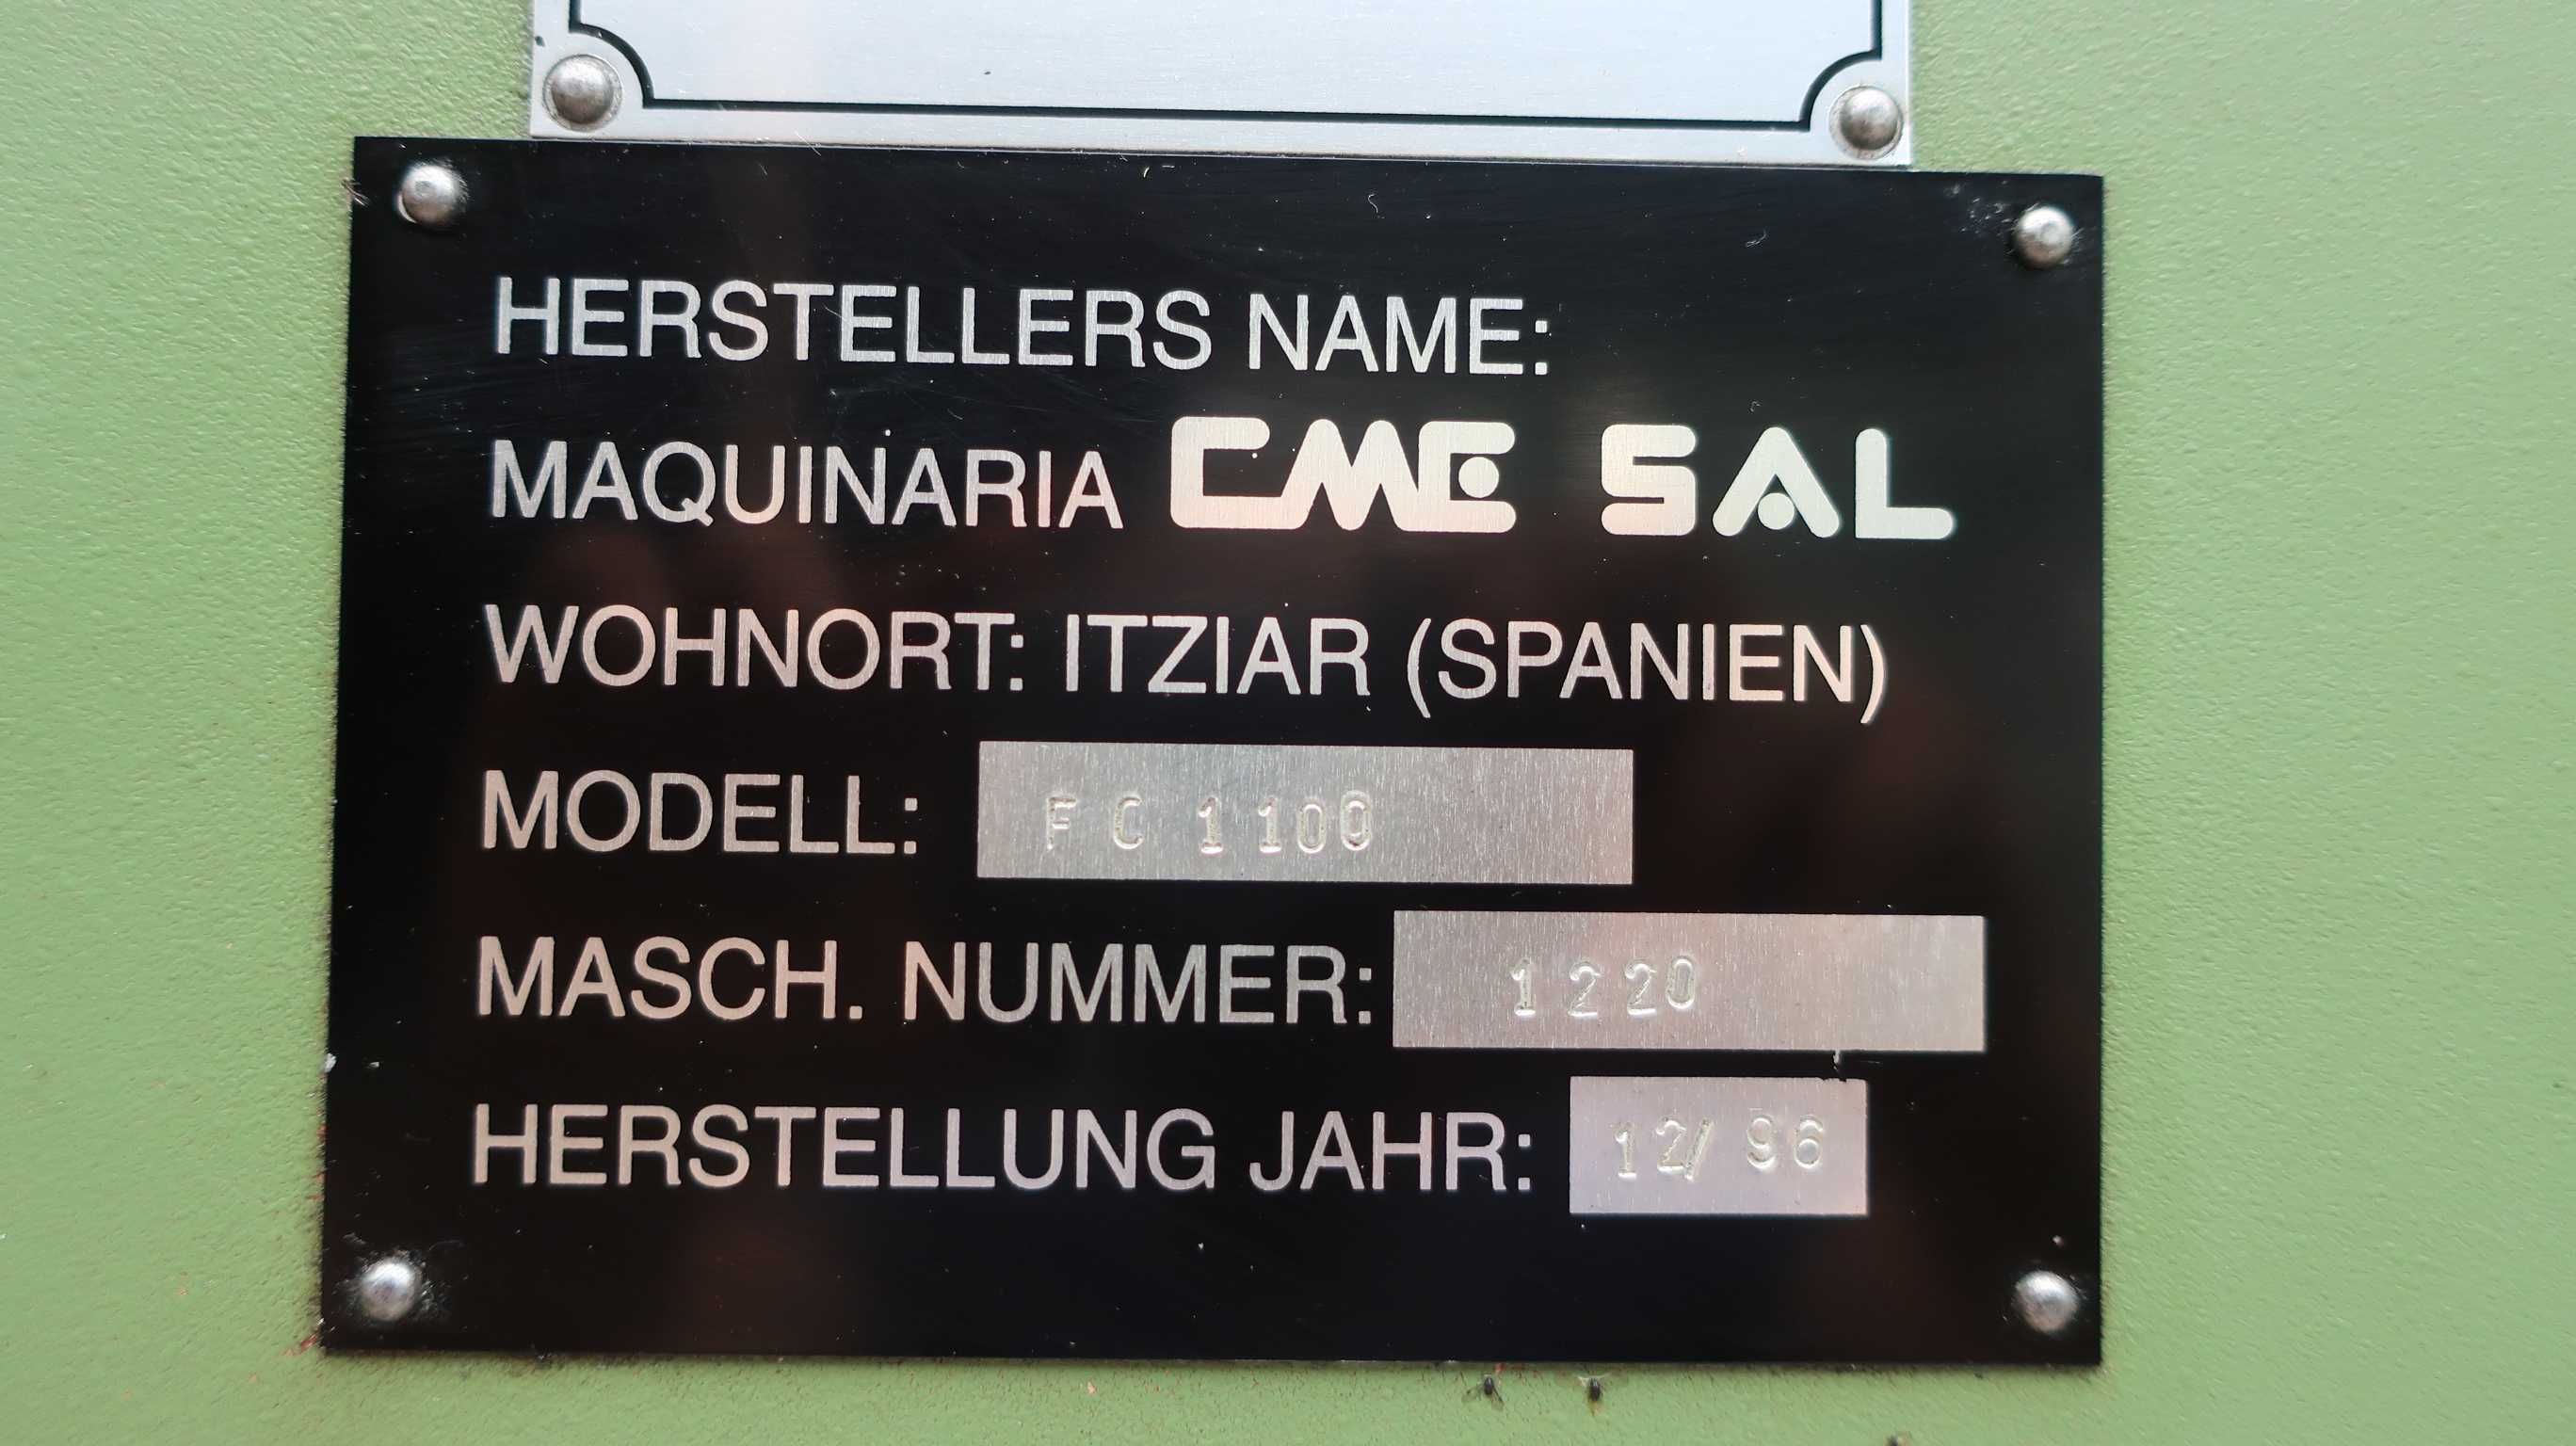 HERSTELLERS NAME:
MAQUINARIA CME SAL
WOHNORT: ITZIAR (SPANIEN)
MODELL: FC 1100
MASCH. NUMMER: 1220
HERSTELLUNG JAHR: 12/96